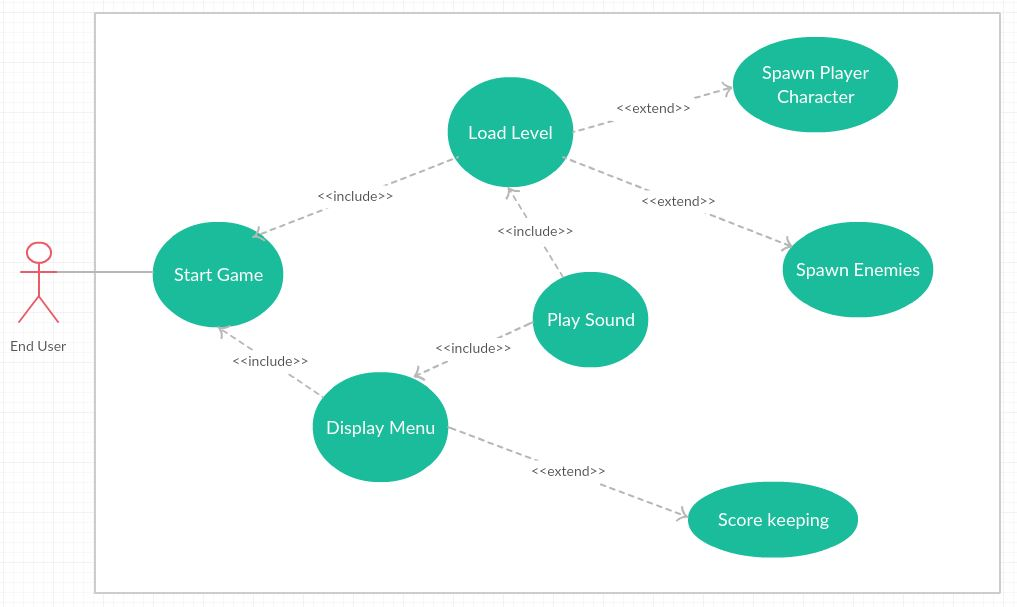 Spawn Player
Character
Load Level
<<extend>>
<<include>>
<<extend>>
<<include>>
Start Game
Spawn Enemies
Play Sound
End User
<<include>>
<<include>>
Display Menu
<<extend>>
Score keeping